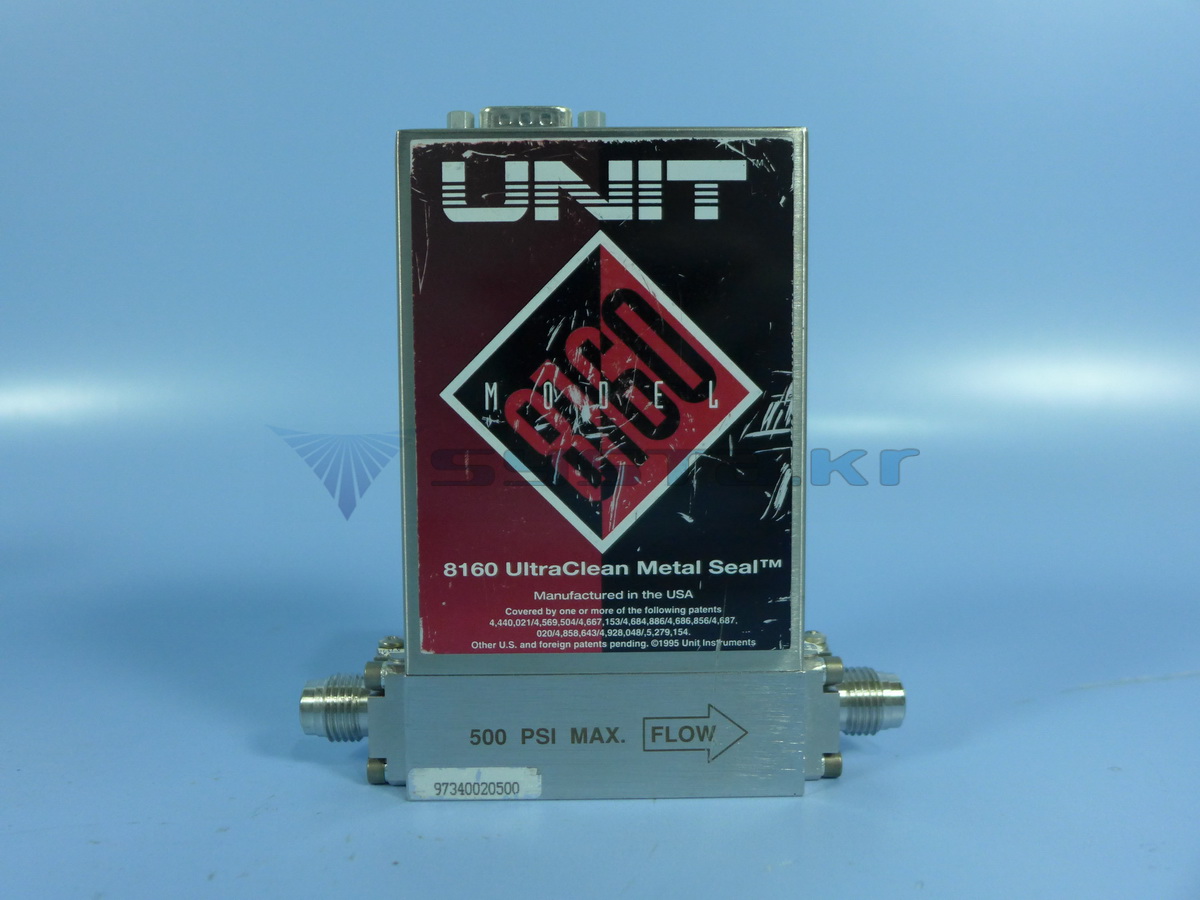 UNIT™
8160
MODEL
8160 UltraClean Metal Seal™
Manufactured in the USA
Covered by one or more of the following patents
4,440,021/4,569,504/4,667,153/4,684,886/4,686,856/4,687,
020/4,858,643/4,928,048/,5,279,154.
Other U.S. and foreign patents pending. ©1995 Unit Instruments
500 PSI MAX. FLOW
97340020500